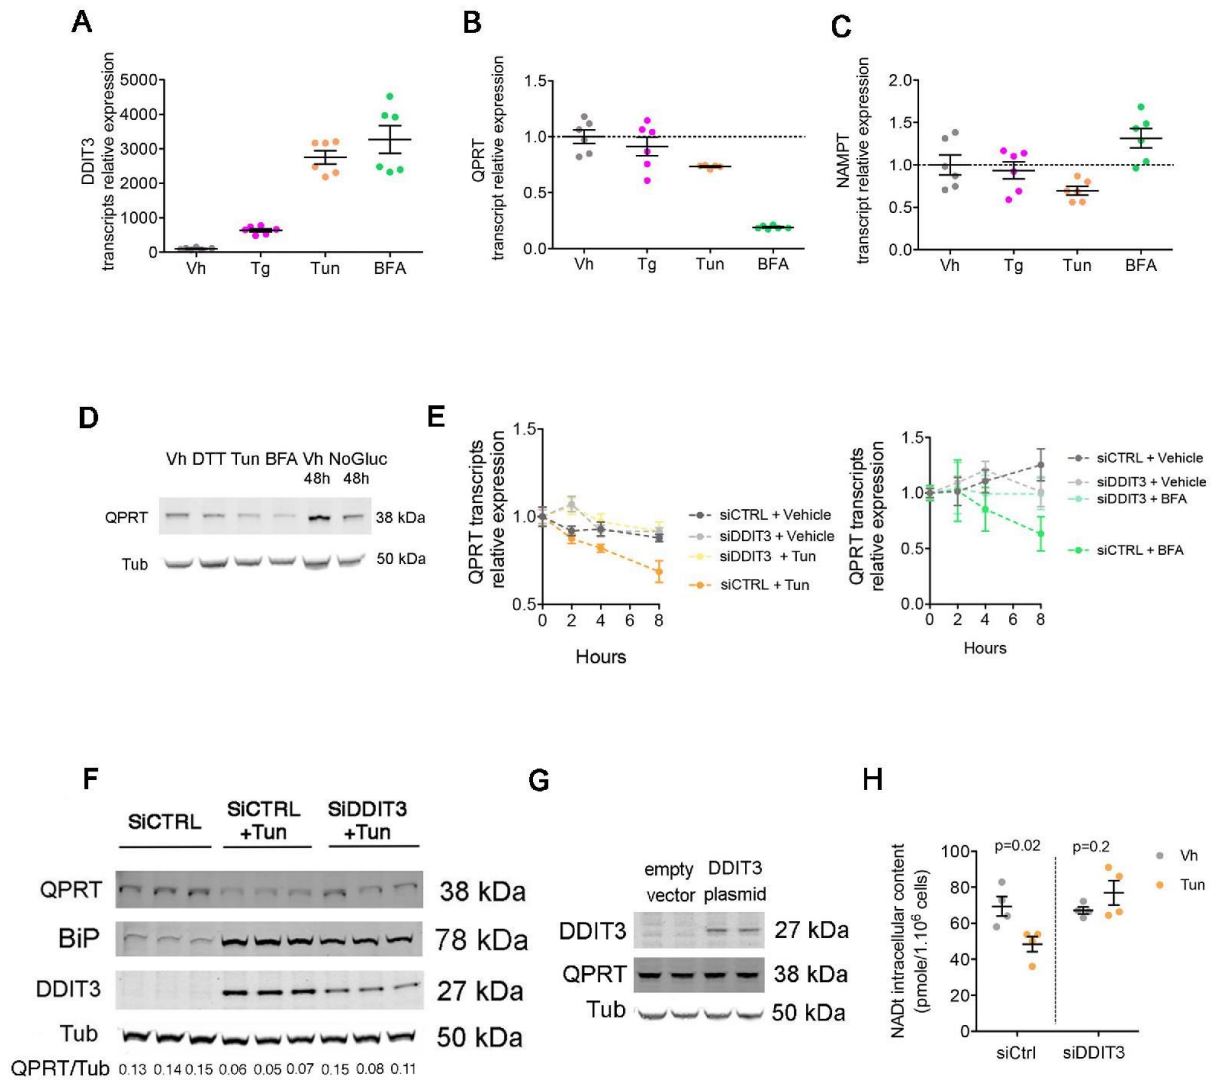 A
DDIT3
transcripts relative expression
5000
4000
3000
2000
1000
0
Vh Tg Tun BFA
B
QPRT
transcript relative expression
1.5
1.0
0.5
0.0
Vh Tg Tun BFA
C
NAMPT
transcript relative expression
2.0
1.5
1.0
0.5
0.0
Vh Tg Tun BFA
D
Vh DTT Tun BFA Vh NoGluc
48h 48h
QPRT 38 kDa
Tub 50 kDa
E
QPRT transcripts
relative expression
1.5
1.0
0.5
0 2 4 6 8
Hours
siCTRL + Vehicle
siDDIT3 + Vehicle
siDDIT3 + Tun
siCTRL + Tun
QPRT transcripts
relative expression
1.5
1.0
0.5
0.0
0 2 4 6 8
Hours
siCTRL + Vehicle
siDDIT3 + Vehicle
siDDIT3 + BFA
siCTRL + BFA
F
SiCTRL
SiCTRL
+Tun
SiDDIT3
+Tun
QPRT 38 kDa
BiP 78 kDa
DDIT3 27 kDa
Tub 50 kDa
QPRT/Tub 0.13 0.14 0.15 0.06 0.05 0.07 0.15 0.08 0.11
G
empty
vector
DDIT3
plasmid
DDIT3 27 kDa
QPRT 38 kDa
Tub 50 kDa
H
NADt intracellular content
(pmole/1.10⁶ cells)
100
80
60
40
20
0
p=0.02 p=0.2
siCtrl siDDIT3
Vh
Tun